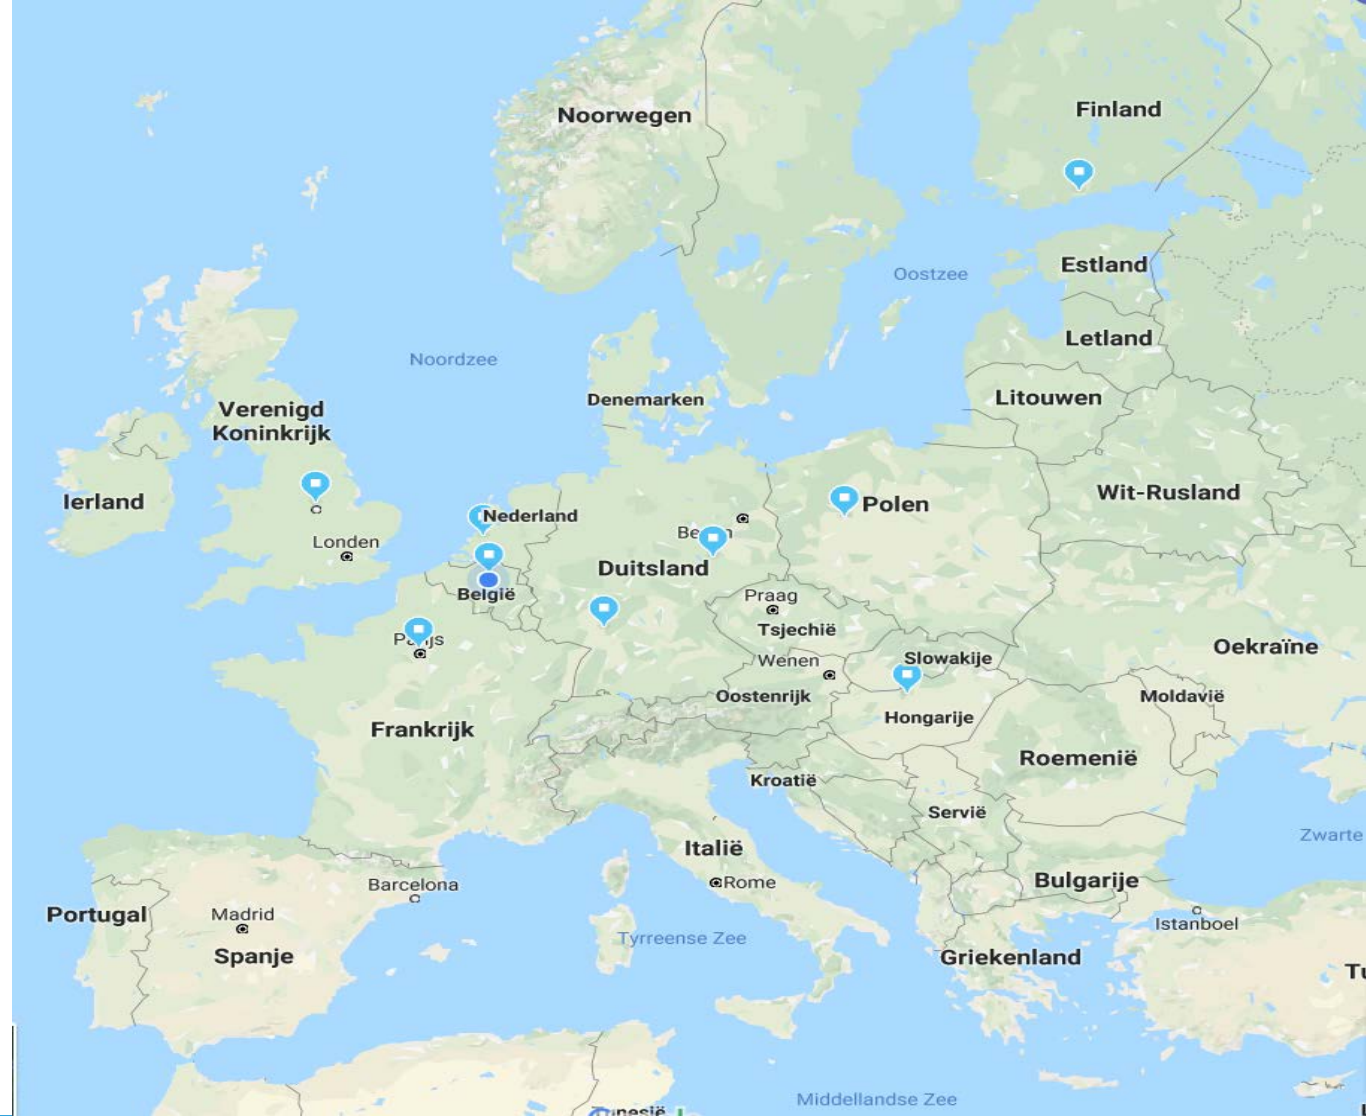 Noorwegen
Finland
Estland
Oostzee
Letland
Noordzee
Denemarken
Litouwen
Verenigd
Koninkrijk
Wit-Rusland
Ierland
Polen
Nederland
Londen
Duitsland
België
Praag
Tsjechië
Oekraïne
Slowakije
Wenen
Oostenrijk
Moldavië
Hongarije
Frankrijk
Roemenië
Kroatië
Servië
Zwarte
Italië
Bulgarije
Rome
Barcelona
Portugal
Madrid
Istanboel
Tyrreense Zee
Spanje
Griekenland
Middellandse Zee